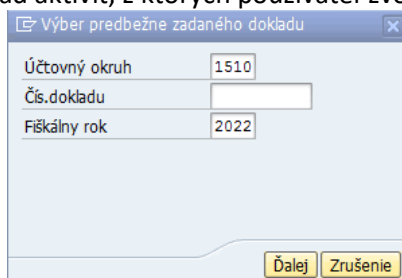 Výber predbežne zadaného dokladu
Účtovný okruh 1510
Čís.dokladu
Fiškálny rok 2022
Ďalej Zrušenie